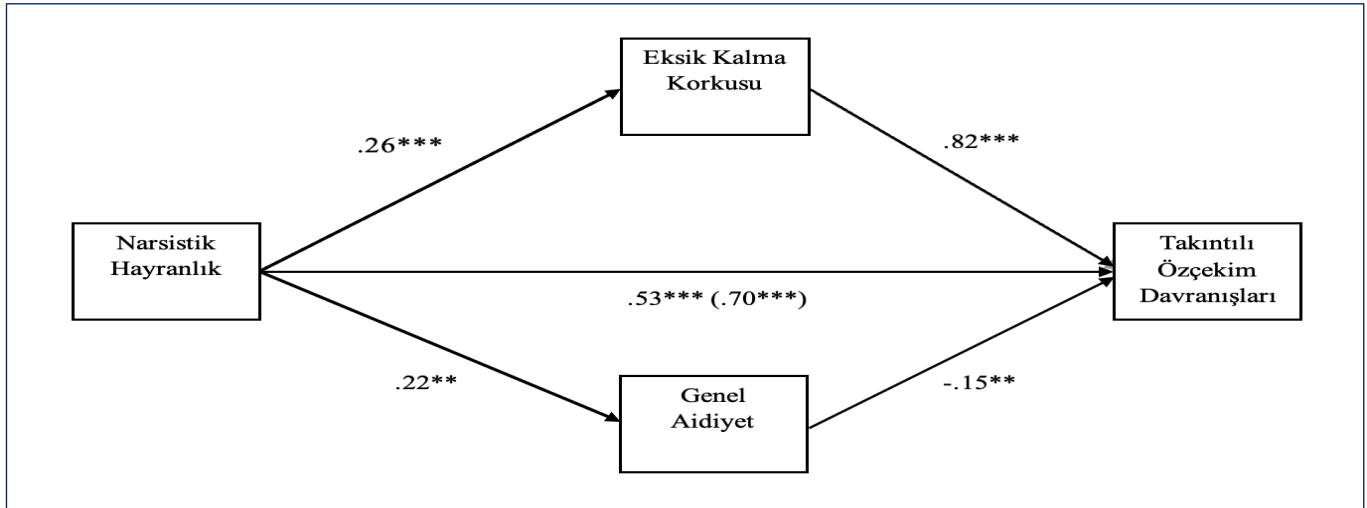 Eksik Kalma
Korkusu
.26***
.82***
Narsistik
Hayranlık
Takıntılı
Özçekim
Davranışları
.53*** (.70***)
.22**
-.15**
Genel
Aidiyet